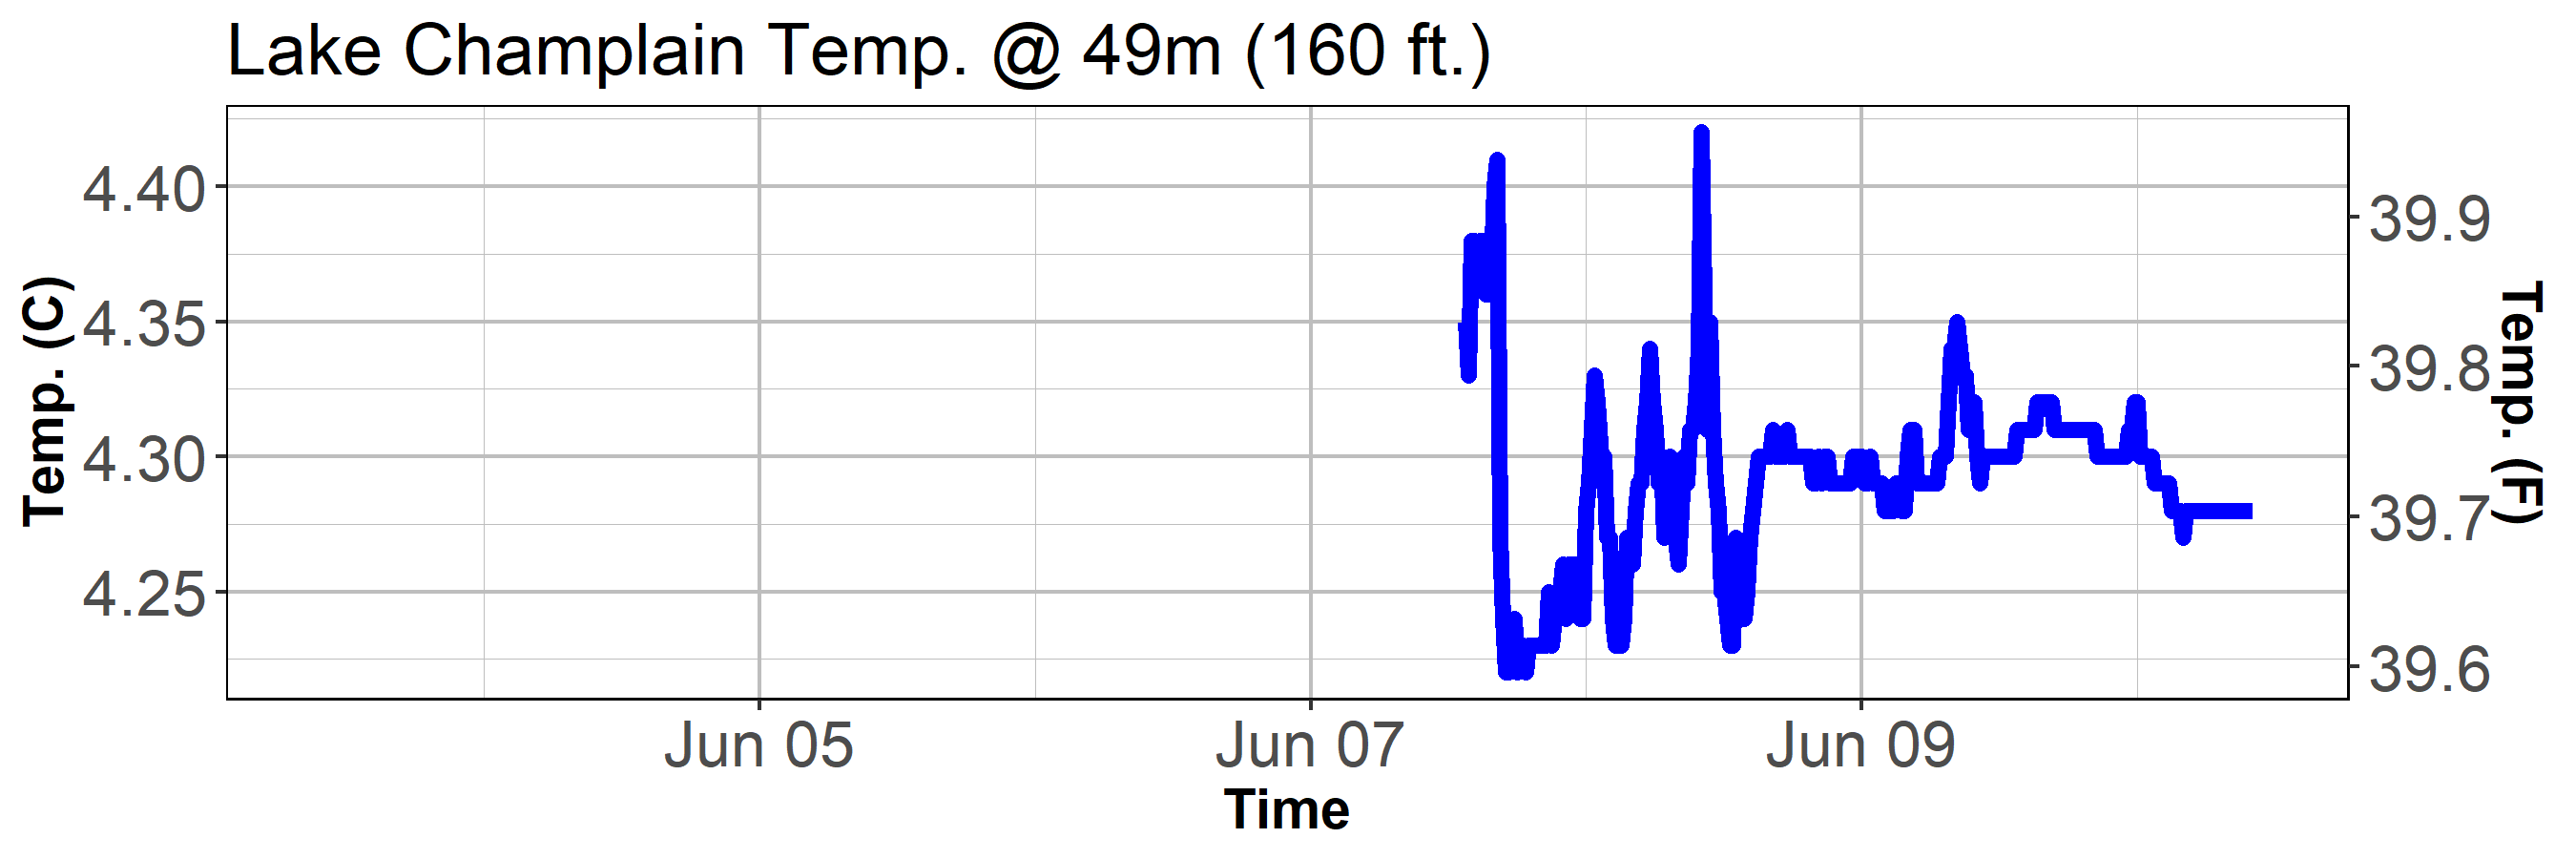 Lake Champlain Temp. @ 49m (160 ft.)
4.40
4.35
4.30
4.25
Temp. (C)
39.9
39.8
39.7
39.6
Temp. (F)
Jun 05
Jun 07
Jun 09
Time